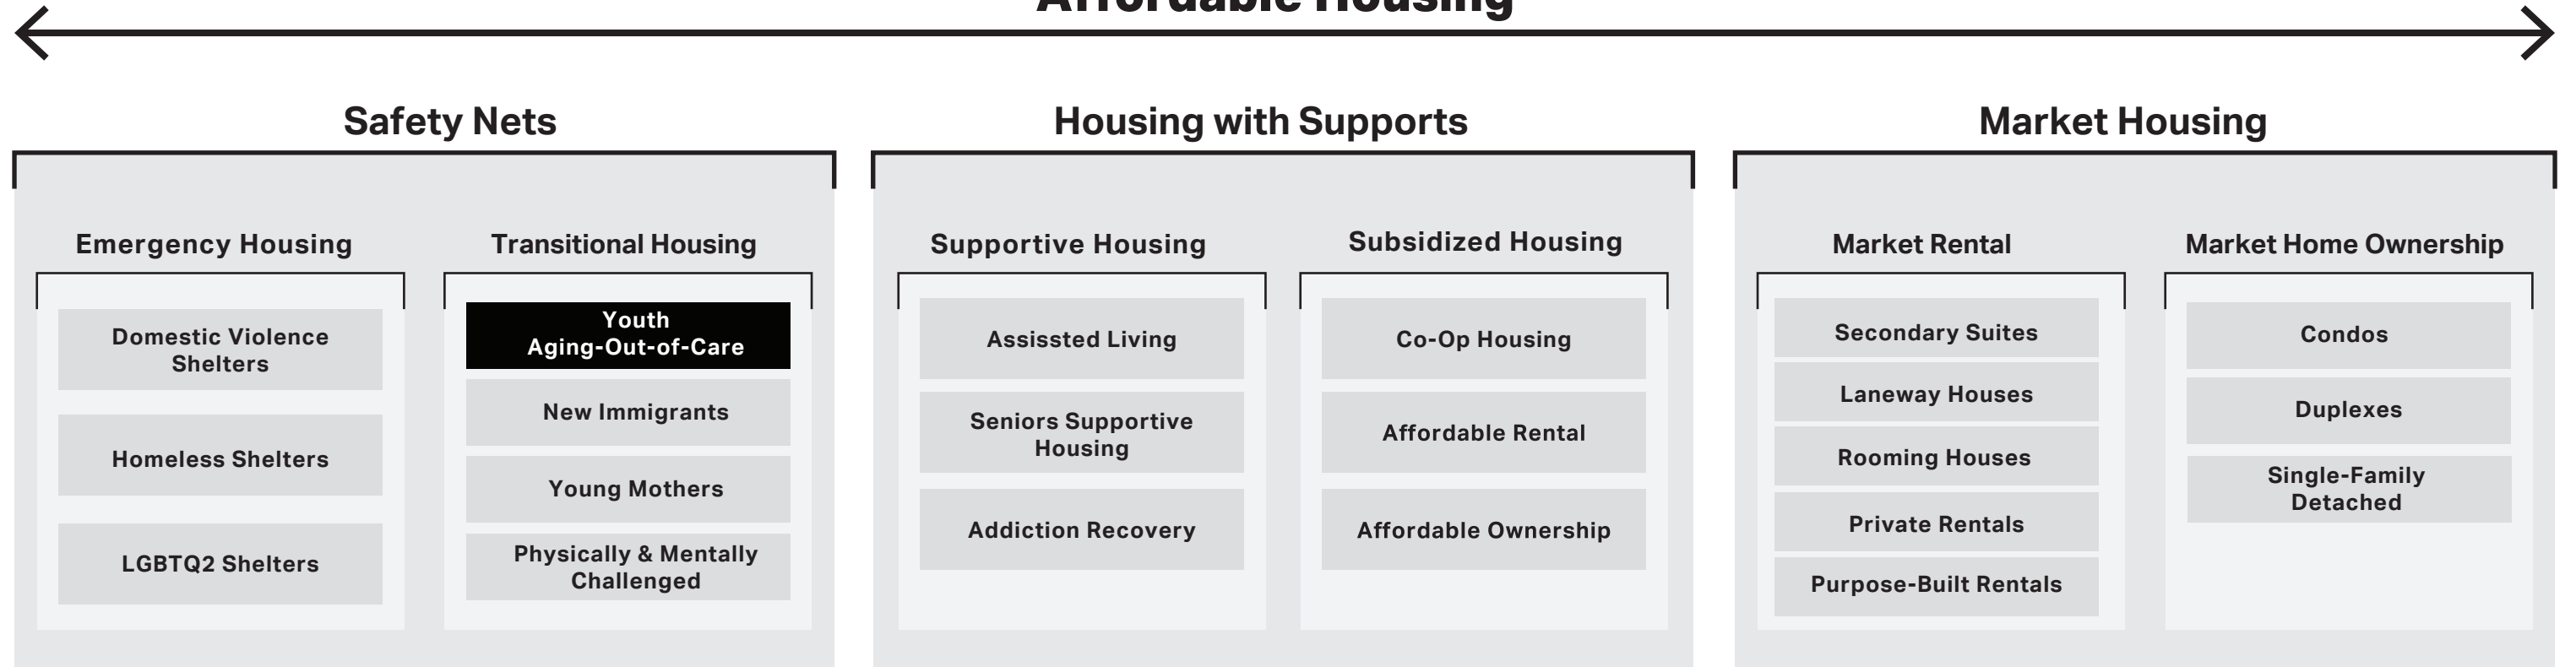 Affordable Housing
Safety Nets
Housing with Supports
Market Housing
Emergency Housing
Transitional Housing
Supportive Housing
Subsidized Housing
Market Rental
Market Home Ownership
Domestic Violence
Shelters
Homeless Shelters
LGBTQ2 Shelters
Youth
Aging-Out-of-Care
New Immigrants
Young Mothers
Physically & Mentally
Challenged
Assissted Living
Seniors Supportive
Housing
Addiction Recovery
Co-Op Housing
Affordable Rental
Affordable Ownership
Secondary Suites
Laneway Houses
Rooming Houses
Private Rentals
Purpose-Built Rentals
Condos
Duplexes
Single-Family
Detached